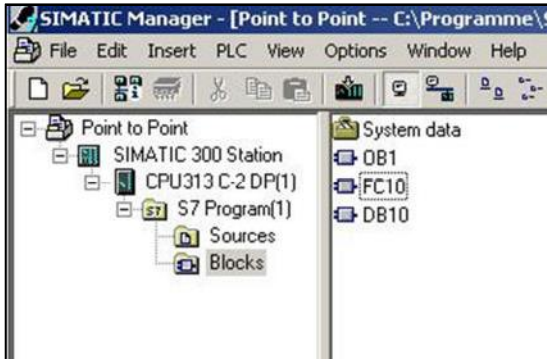 SIMATIC Manager - [Point to Point -- C:\Programme\
File Edit Insert PLC View Options Window Help
Point to Point
SIMATIC 300 Station
CPU313 C-2 DP(1)
S7 Program(1)
Sources
Blocks
System data
OB1
FC10
DB10